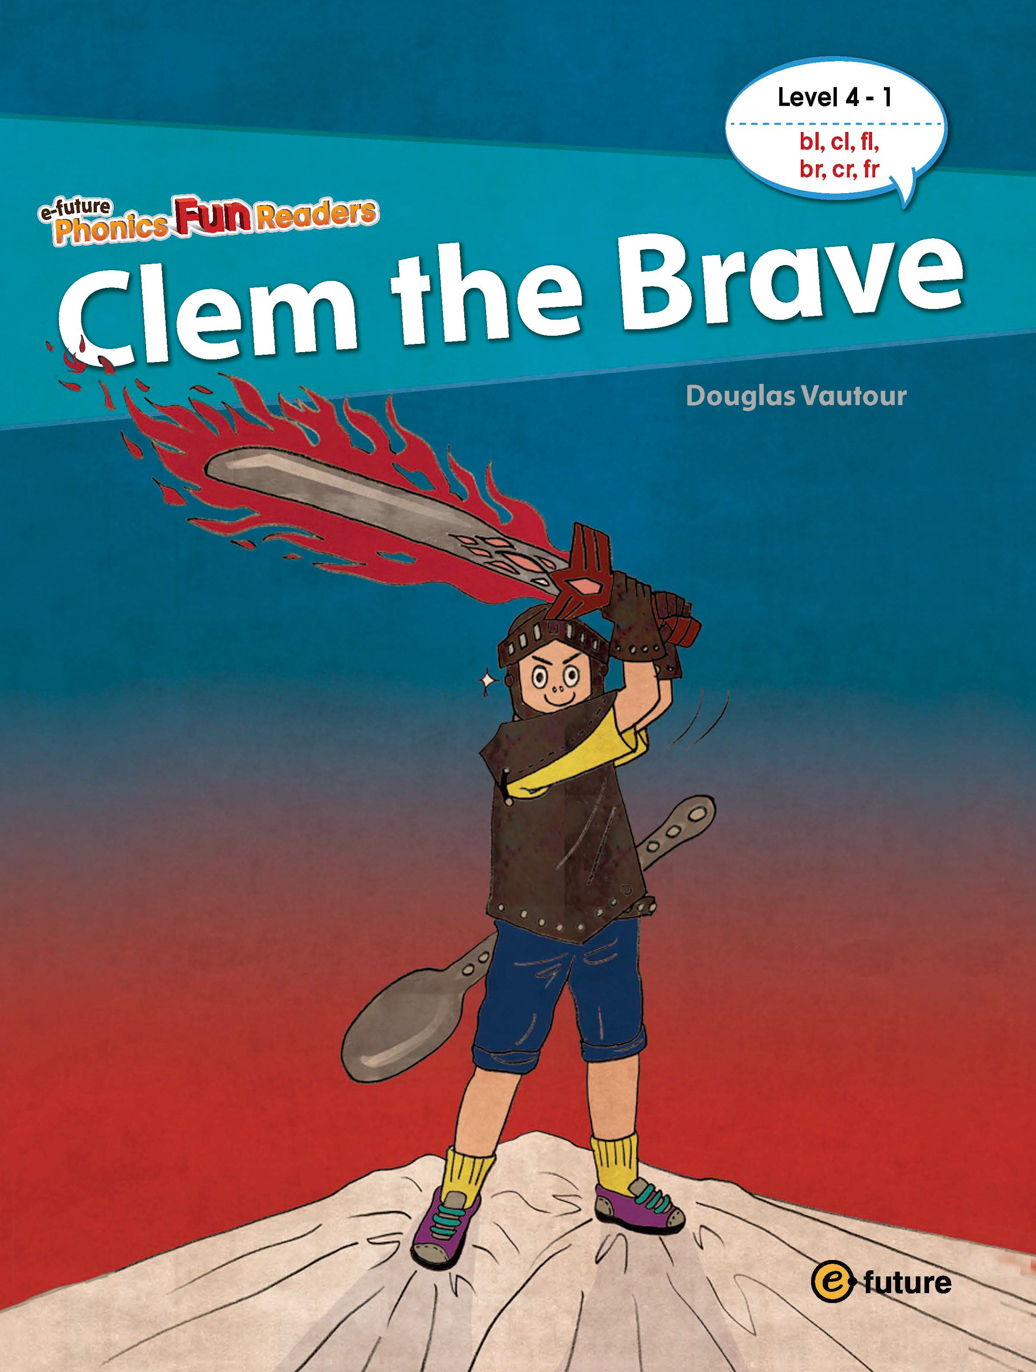 Level 4 - 1
bl, cl, fl,
br, cr, fr
e-future
Phonics Fun Readers
Clem the Brave
Douglas Vautour
e future